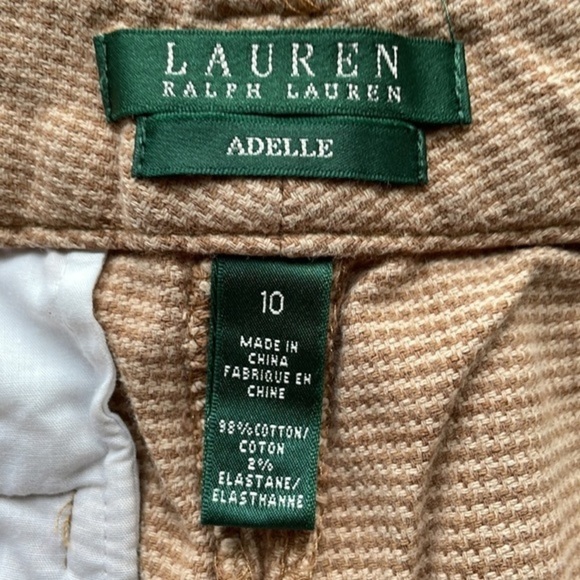 LAUREN
RALPH LAUREN
ADELLE
10
MADE IN
CHINA
FABRIQUE EN
CHINE
98% COTTON/
COTON
2%
ELASTANE/
ELASTHANNE